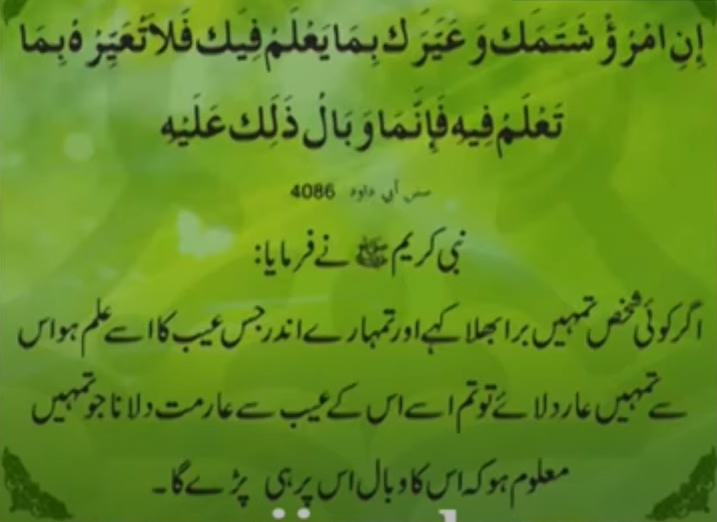 إِنِ امْرُؤٌ شَتَمَكَ وَعَيَّرَكَ بِمَا يَعْلَمُ فِيكَ فَلَا تُعَيِّرْهُ بِمَا
تَعْلَمُ فِيهِ فَإِنَّمَا وَبَالُ ذَلِكَ عَلَيْهِ
سنن أبي داود 4086
نبی کریم ﷺ نے فرمایا:
اگر کوئی شخص تمہیں برا بھلا کہے اور تمہارے اندر جس عیب کا اسے علم ہو اس
سے تمہیں عار دلائے تو تم اسے اس کے عیب سے عار مت دلانا جو تمہیں
معلوم ہو کہ اس کا وبال اس پر ہی پڑے گا۔